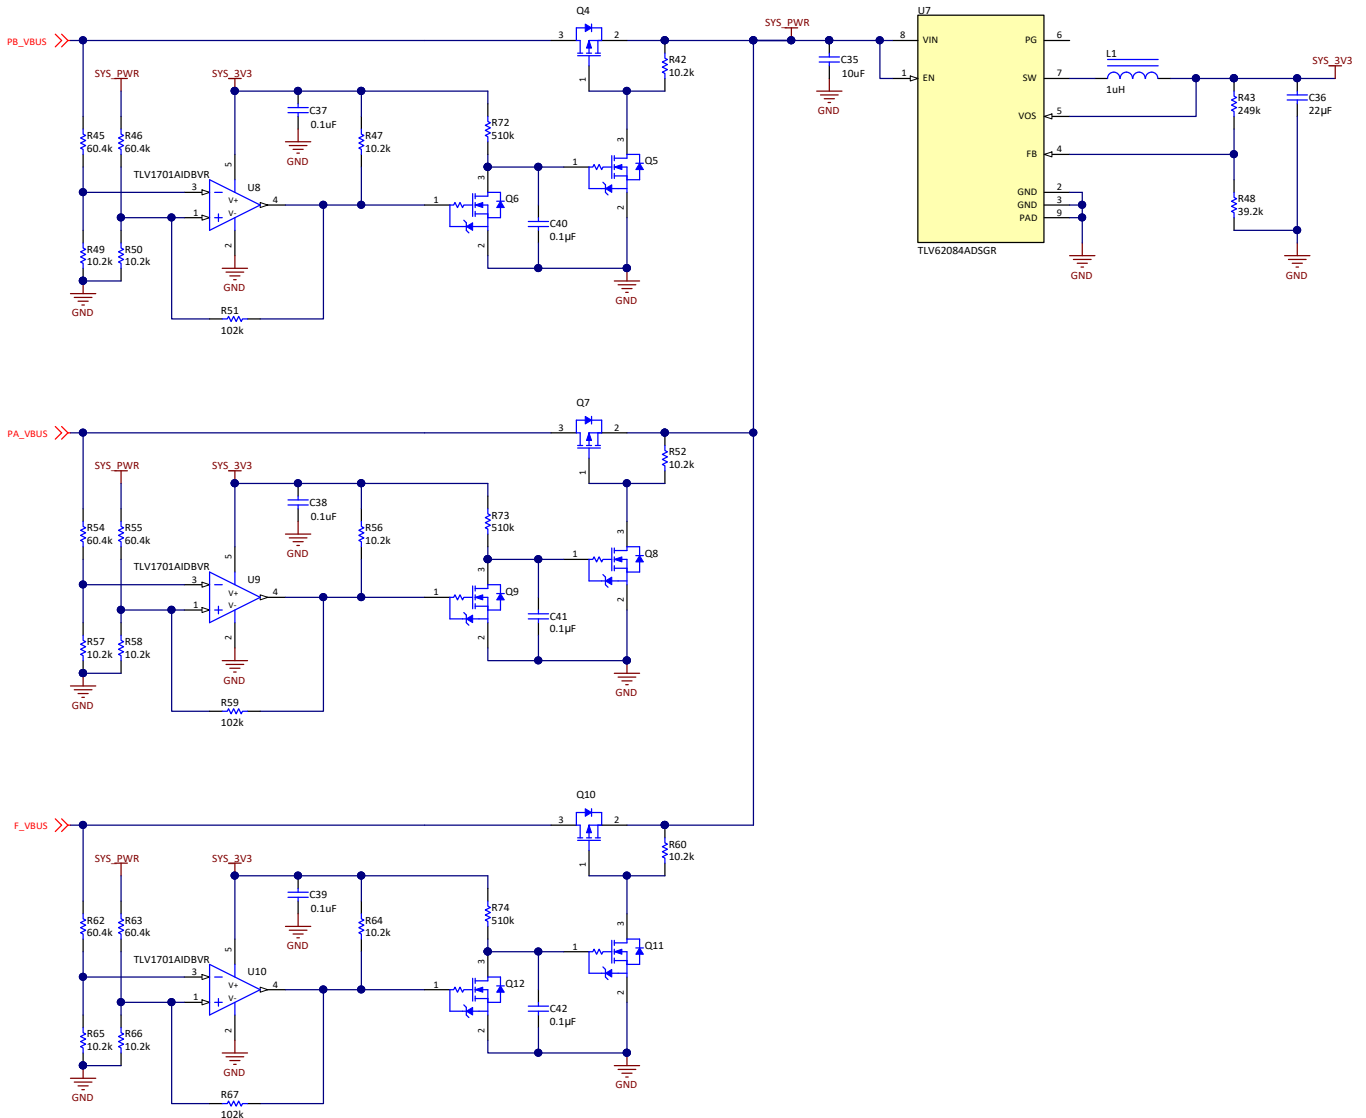 Q4
U7
PB_VBUS
3
2
SYS_PWR
8
VIN
PG
6
R42
10.2k
1
C35
10uF
GND
1
EN
SW
7
L1
1uH
SYS_3V3
R43
249k
C36
22µF
VOS
5
FB
4
R48
39.2k
GND
2
GND
3
PAD
9
TLV62084ADSGR
GND
GND
SYS_PWR
SYS_3V3
C37
0.1uF
GND
R47
10.2k
R72
510k
R45
60.4k
R46
60.4k
TLV1701AIDBVR
5
3
V+
V-
U8
4
1
2
GND
1
3
Q6
2
1
3
Q5
2
C40
0.1µF
R49
10.2k
R50
10.2k
GND
GND
R51
102k
Q7
PA_VBUS
3
2
R52
10.2k
1
SYS_PWR
SYS_3V3
C38
0.1uF
GND
R56
10.2k
R73
510k
R54
60.4k
R55
60.4k
TLV1701AIDBVR
5
3
V+
V-
U9
4
1
2
GND
1
3
Q9
2
1
3
Q8
2
C41
0.1µF
R57
10.2k
R58
10.2k
GND
GND
R59
102k
Q10
F_VBUS
3
2
R60
10.2k
1
SYS_PWR
SYS_3V3
C39
0.1uF
GND
R64
10.2k
R74
510k
R62
60.4k
R63
60.4k
TLV1701AIDBVR
5
3
V+
V-
U10
4
1
2
GND
1
3
Q12
2
1
3
Q11
2
C42
0.1µF
R65
10.2k
R66
10.2k
GND
GND
R67
102k